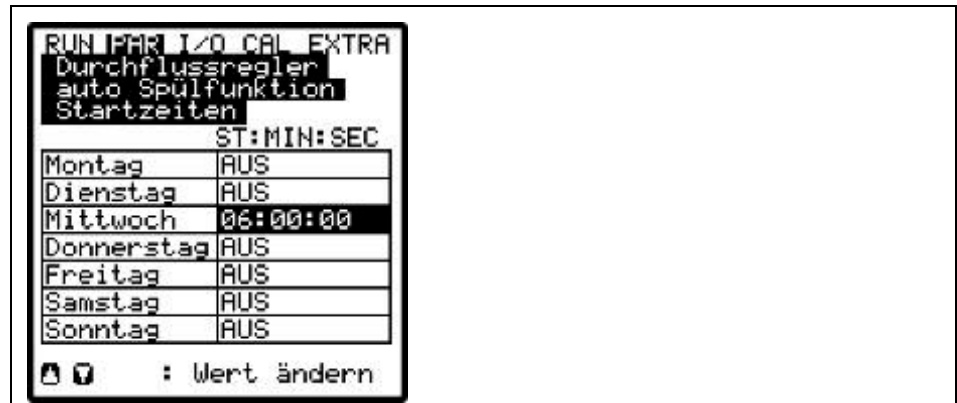 RUN PAR I/O CAL EXTRA
Durchflussregler
auto Spülfunktion
Startzeiten
ST:MIN:SEC
Montag AUS
Dienstag AUS
Mittwoch 06:00:00
Donnerstag AUS
Freitag AUS
Samstag AUS
Sonntag AUS
: Wert ändern